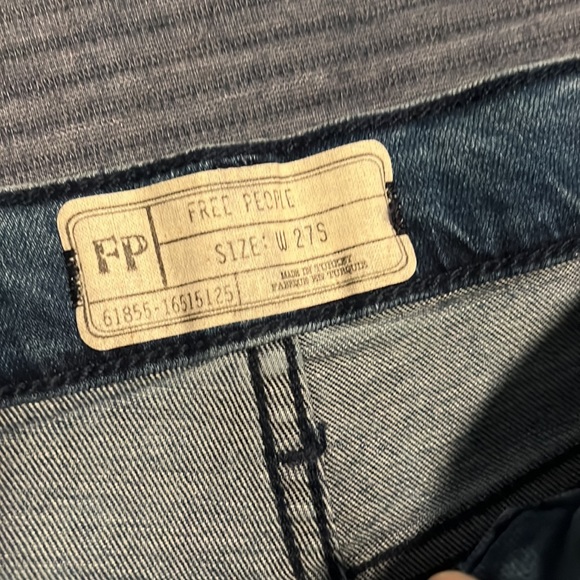 FP
FREE PEOPLE
SIZE: W 27S
61855-16515125
MADE IN TURKEY
FABRIQUE EN TURQUIE